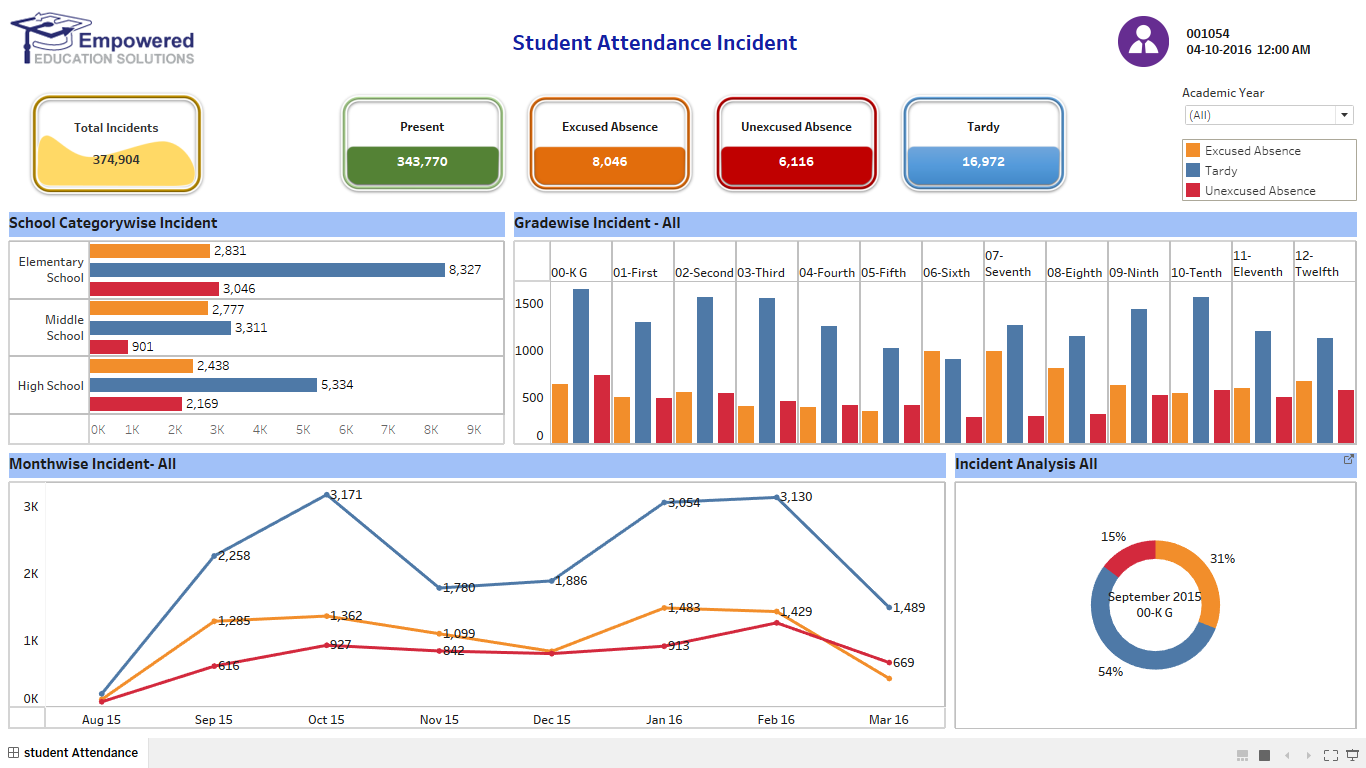 Empowered
EDUCATION SOLUTIONS
Student Attendance Incident
001054
04-10-2016 12:00 AM
Total Incidents
374,904
Present
343,770
Excused Absence
8,046
Unexcused Absence
6,116
Tardy
16,972
Academic Year
(All)
Excused Absence
Tardy
Unexcused Absence
School Categorywise Incident
Elementary
School
2,831
8,327
3,046
Middle
School
2,777
3,311
901
High School
2,438
5,334
2,169
0K 1K 2K 3K 4K 5K 6K 7K 8K 9K
Gradewise Incident - All
00-K G
01-First
02-Second
03-Third
04-Fourth
05-Fifth
06-Sixth
07-
Seventh
08-Eighth
09-Ninth
10-Tenth
11-
Eleventh
12-
Twelfth
1500
1000
500
0
Monthwise Incident- All
3K
2K
1K
0K
2,258
3,171
1,780
1,886
3,054
3,130
1,489
1,285
1,362
1,099
1,483
1,429
616
927
842
913
669
Aug 15 Sep 15 Oct 15 Nov 15 Dec 15 Jan 16 Feb 16 Mar 16
Incident Analysis All
15%
31%
September 2015
00-K G
54%
student Attendance